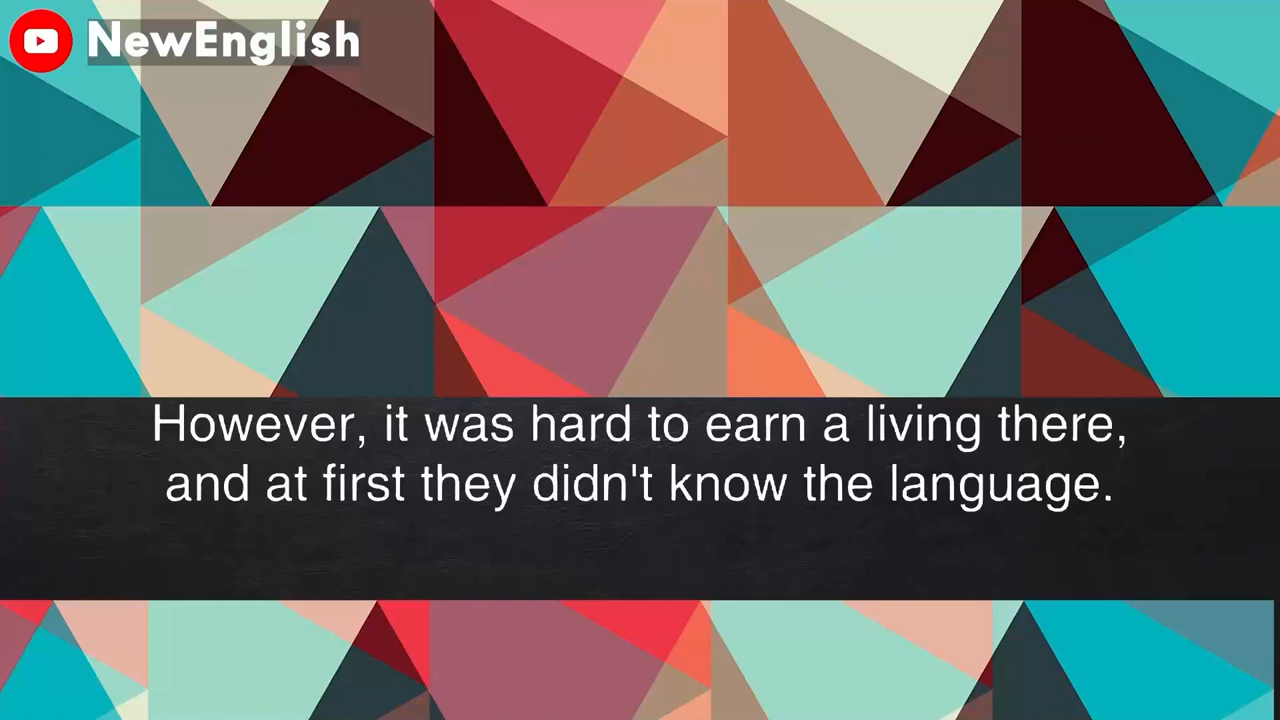 NewEnglish
However, it was hard to earn a living there,
and at first they didn't know the language.